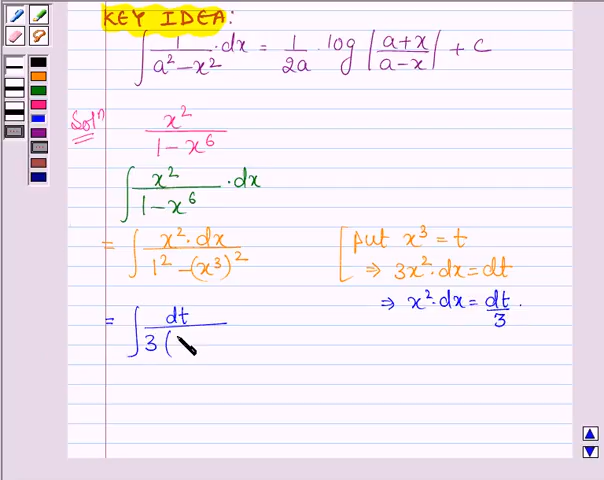 KEY IDEA:
∫ 1/(a² − x²) · dx = 1/2a · log |(a+x)/(a−x)| + C
Solⁿ x²/(1 − x⁶)
∫ x²/(1 − x⁶) · dx
= ∫ x² · dx/(1² − (x³)²) [put x³ = t
⇒ 3x² · dx = dt
⇒ x² · dx = dt/3 .
= ∫ dt/3(